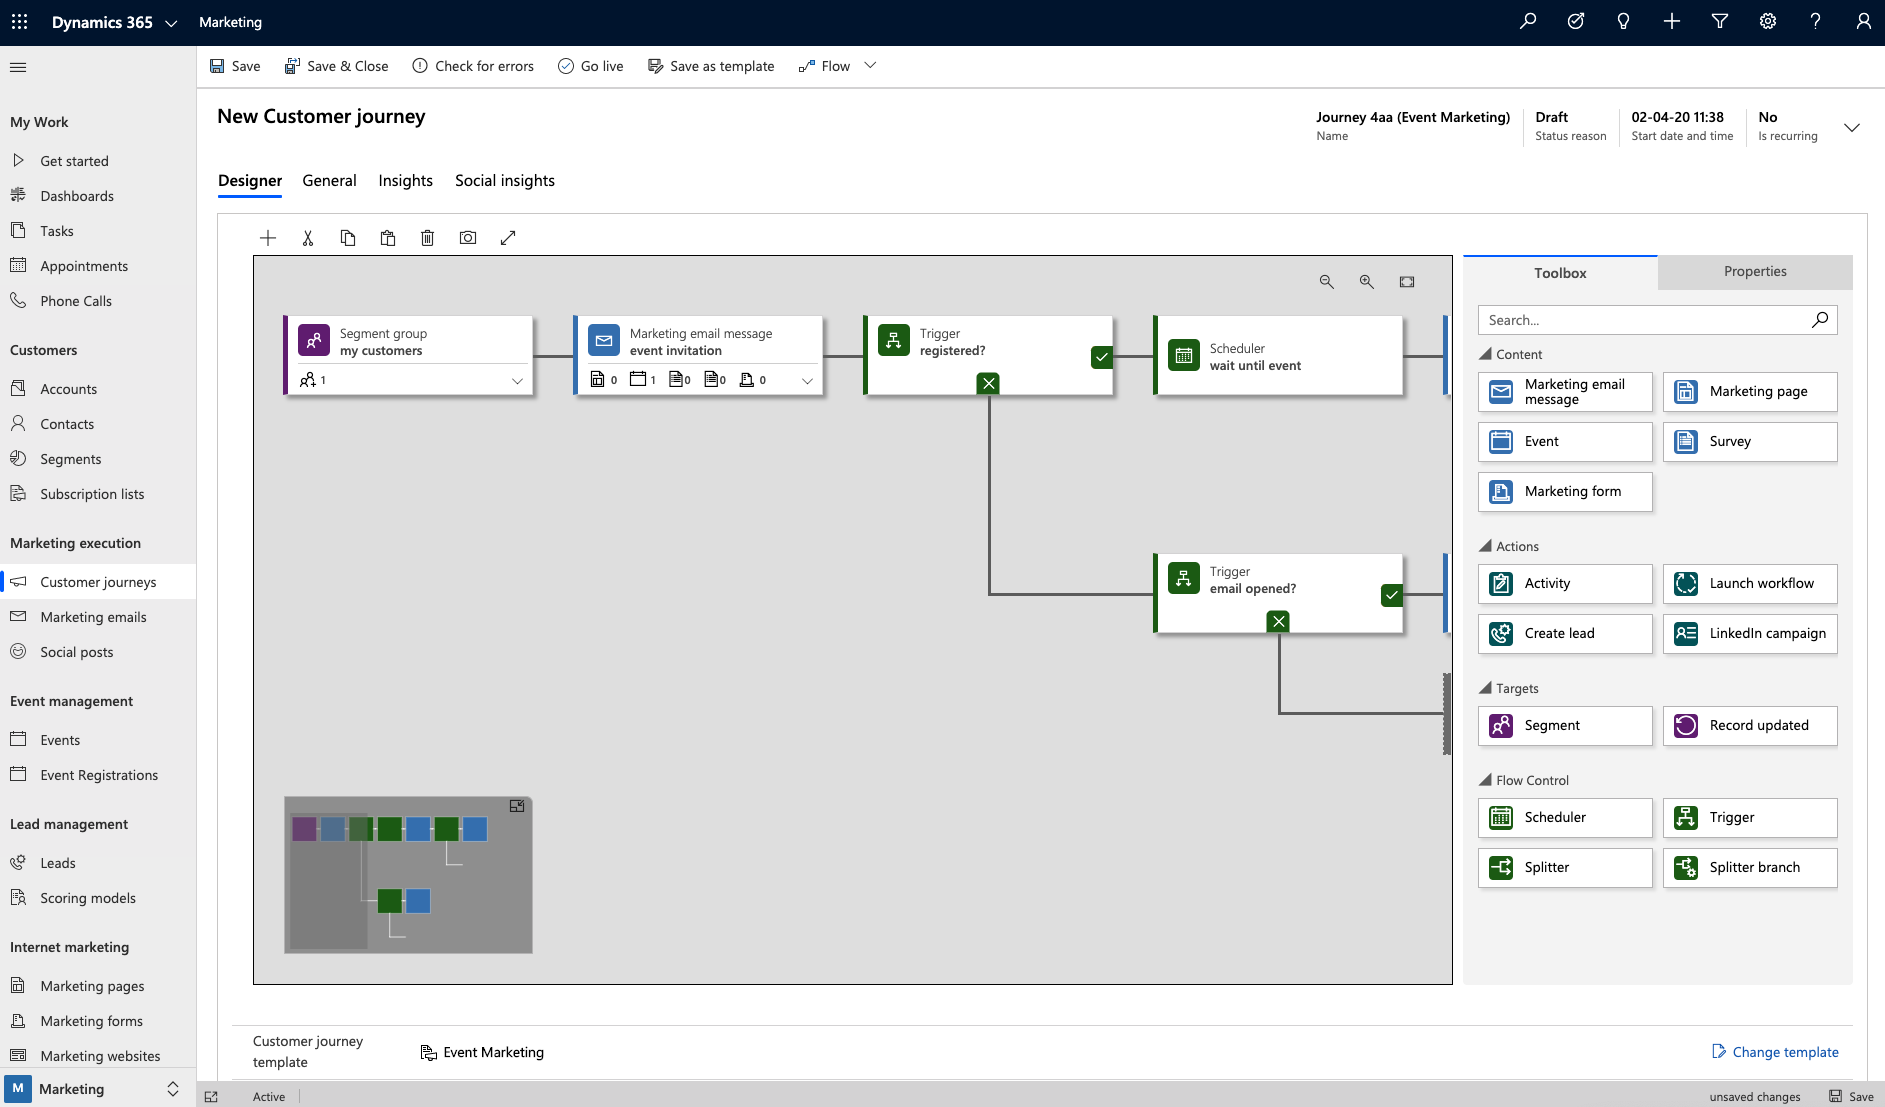 Dynamics 365 Marketing
Save Save & Close Check for errors Go live Save as template Flow
My Work
Get started
Dashboards
Tasks
Appointments
Phone Calls
Customers
Accounts
Contacts
Segments
Subscription lists
Marketing execution
Customer journeys
Marketing emails
Social posts
Event management
Events
Event Registrations
Lead management
Leads
Scoring models
Internet marketing
Marketing pages
Marketing forms
Marketing websites
M Marketing
New Customer journey
Journey 4aa (Event Marketing)
Name
Draft
Status reason
02-04-20 11:38
Start date and time
No
Is recurring
Designer General Insights Social insights
Segment group
my customers
1
Marketing email message
event invitation
0 1 0 0 0
Trigger
registered?
Scheduler
wait until event
Trigger
email opened?
Toolbox Properties
Search...
Content
Marketing email
message
Marketing page
Event
Survey
Marketing form
Actions
Activity
Launch workflow
Create lead
LinkedIn campaign
Targets
Segment
Record updated
Flow Control
Scheduler
Trigger
Splitter
Splitter branch
Customer journey
template
Event Marketing
Change template
Active
unsaved changes
Save